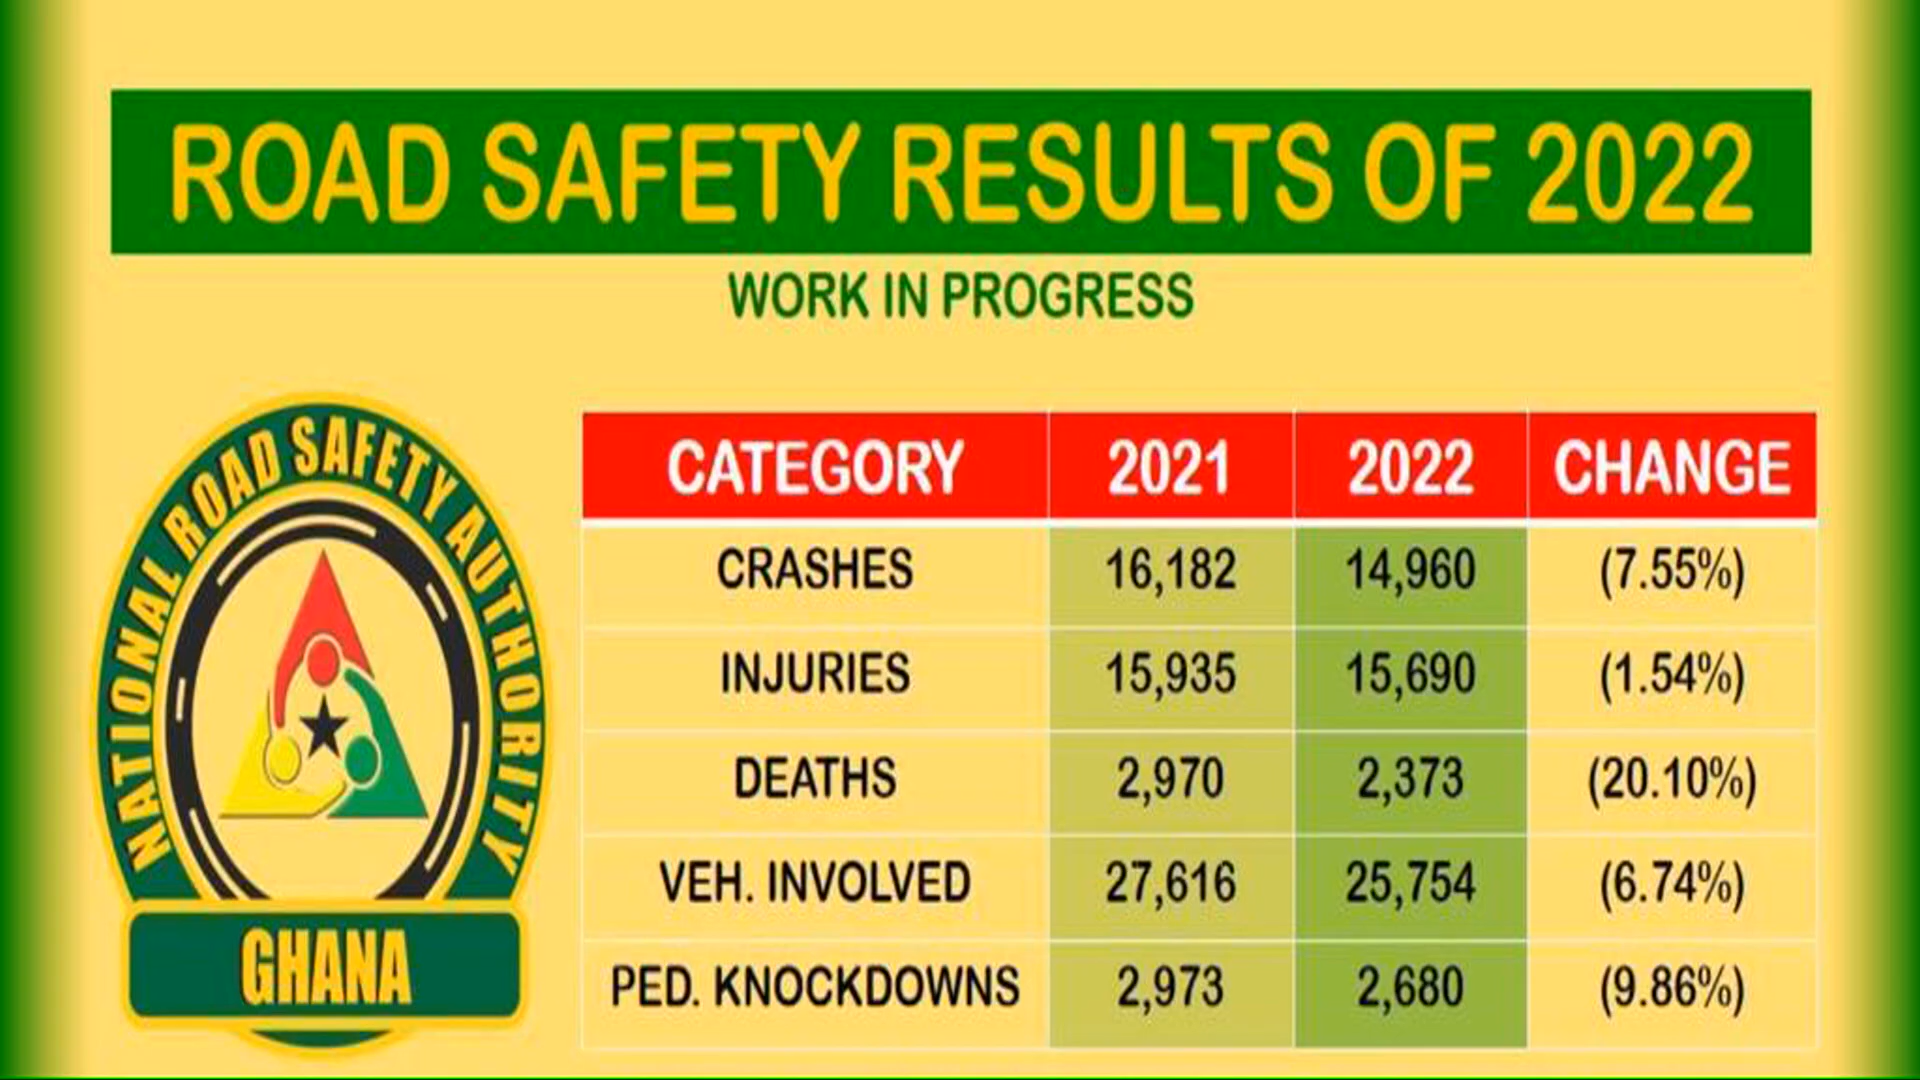 ROAD SAFETY RESULTS OF 2022
WORK IN PROGRESS
NATIONAL ROAD SAFETY AUTHORITY
GHANA
CATEGORY 2021 2022 CHANGE
CRASHES 16,182 14,960 (7.55%)
INJURIES 15,935 15,690 (1.54%)
DEATHS 2,970 2,373 (20.10%)
VEH. INVOLVED 27,616 25,754 (6.74%)
PED. KNOCKDOWNS 2,973 2,680 (9.86%)